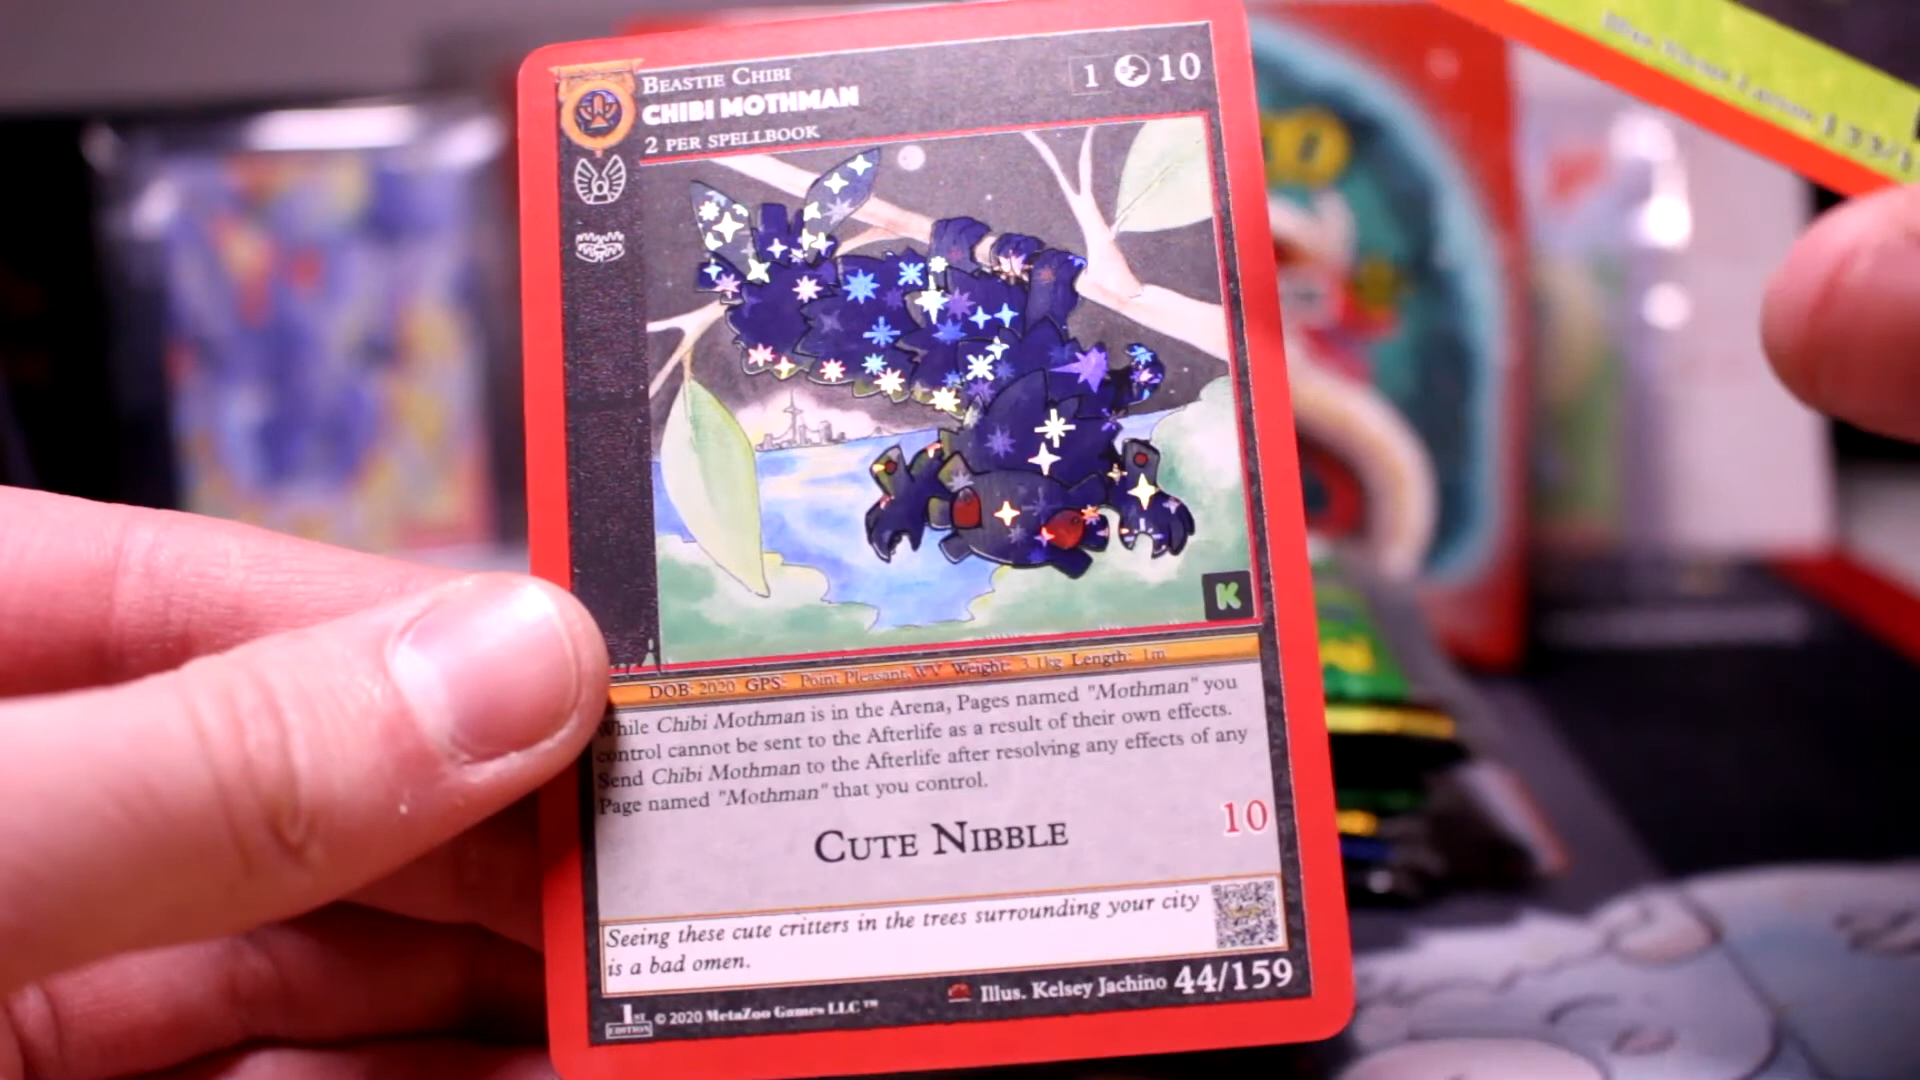 BEASTIE CHIBI
CHIBI MOTHMAN
2 PER SPELLBOOK
1 10
K
DOB: 2020 GPS: Point Pleasant, WV Weight: 3.1kg Length: 1m
While Chibi Mothman is in the Arena, Pages named "Mothman" you
control cannot be sent to the Afterlife as a result of their own effects.
Send Chibi Mothman to the Afterlife after resolving any effects of any
Page named "Mothman" that you control.
CUTE NIBBLE 10
Seeing these cute critters in the trees surrounding your city
is a bad omen.
Illus. Kelsey Jachino 44/159
1ST EDITION © 2020 MetaZoo Games LLC™